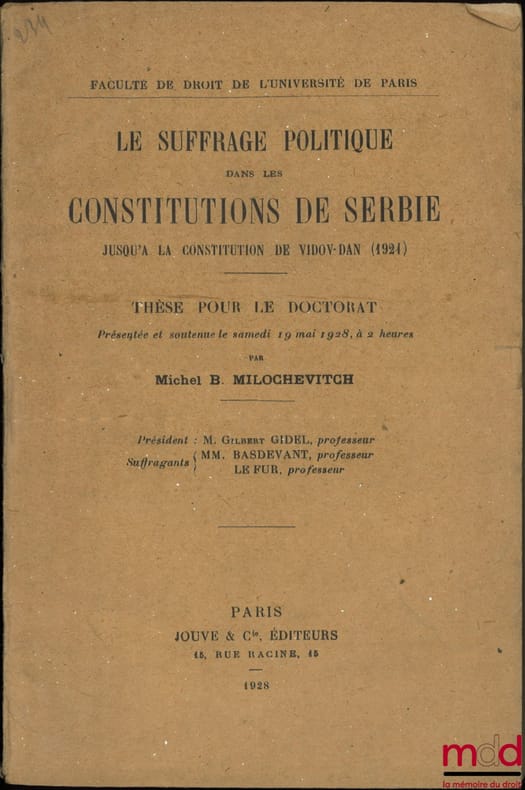 234
FACULTÉ DE DROIT DE L'UNIVERSITÉ DE PARIS
LE SUFFRAGE POLITIQUE
DANS LES
CONSTITUTIONS DE SERBIE
JUSQU'A LA CONSTITUTION DE VIDOV-DAN (1921)
THÈSE POUR LE DOCTORAT
Présentée et soutenue le samedi 19 mai 1928, à 2 heures
PAR
Michel B. MILOCHEVITCH
Président : M. GILBERT GIDEL, professeur
Suffragants { MM. BASDEVANT, professeur
LE FUR, professeur
PARIS
JOUVE & Cie, ÉDITEURS
15, RUE RACINE, 15
1928
mdd
la mémoire du droit